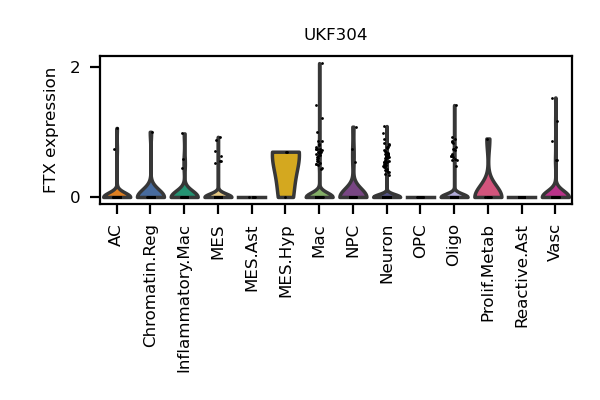 UKF304
FTX expression
2
0
AC
Chromatin.Reg
Inflammatory.Mac
MES
MES.Ast
MES.Hyp
Mac
NPC
Neuron
OPC
Oligo
Prolif.Metab
Reactive.Ast
Vasc